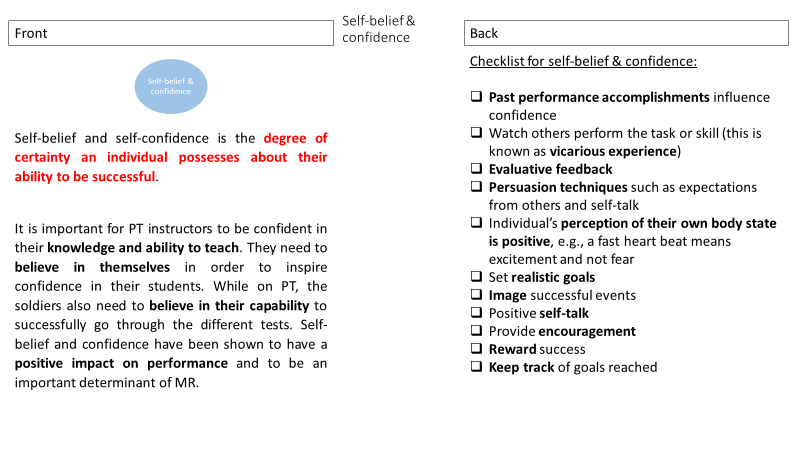 Front
Self-belief &
confidence
Self-belief and self-confidence is the degree of
certainty an individual possesses about their
ability to be successful.
It is important for PT instructors to be confident in
their knowledge and ability to teach. They need to
believe in themselves in order to inspire
confidence in their students. While on PT, the
soldiers also need to believe in their capability to
successfully go through the different tests. Self-
belief and confidence have been shown to have a
positive impact on performance and to be an
important determinant of MR.
Self-belief &
confidence
Back
Checklist for self-belief & confidence:
❑ Past performance accomplishments influence
confidence
❑ Watch others perform the task or skill (this is
known as vicarious experience)
❑ Evaluative feedback
❑ Persuasion techniques such as expectations
from others and self-talk
❑ Individual’s perception of their own body state
is positive, e.g., a fast heart beat means
excitement and not fear
❑ Set realistic goals
❑ Image successful events
❑ Positive self-talk
❑ Provide encouragement
❑ Reward success
❑ Keep track of goals reached